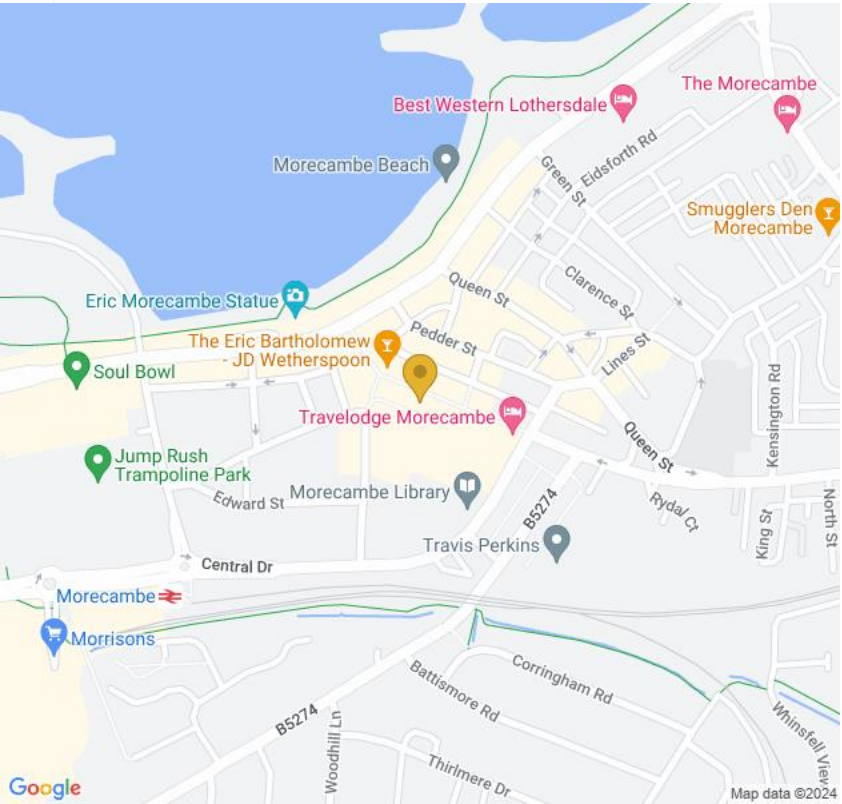 The Morecambe
Best Western Lothersdale
Green St
Eidsforth Rd
Morecambe Beach
Smugglers Den
Morecambe
Queen St
Clarence St
Eric Morecambe Statue
Pedder St
The Eric Bartholomew
- JD Wetherspoon
Lines St
Soul Bowl
Kensington Rd
Travelodge Morecambe
Queen St
Jump Rush
Trampoline Park
Edward St
Morecambe Library
B5274
Rydal Ct
King St
North St
Travis Perkins
Central Dr
Morecambe
Morrisons
Corringham Rd
Battismore Rd
B5274
Woodhill Ln
Whinsfell View
Thirlmere Dr
Google
Map data ©2024